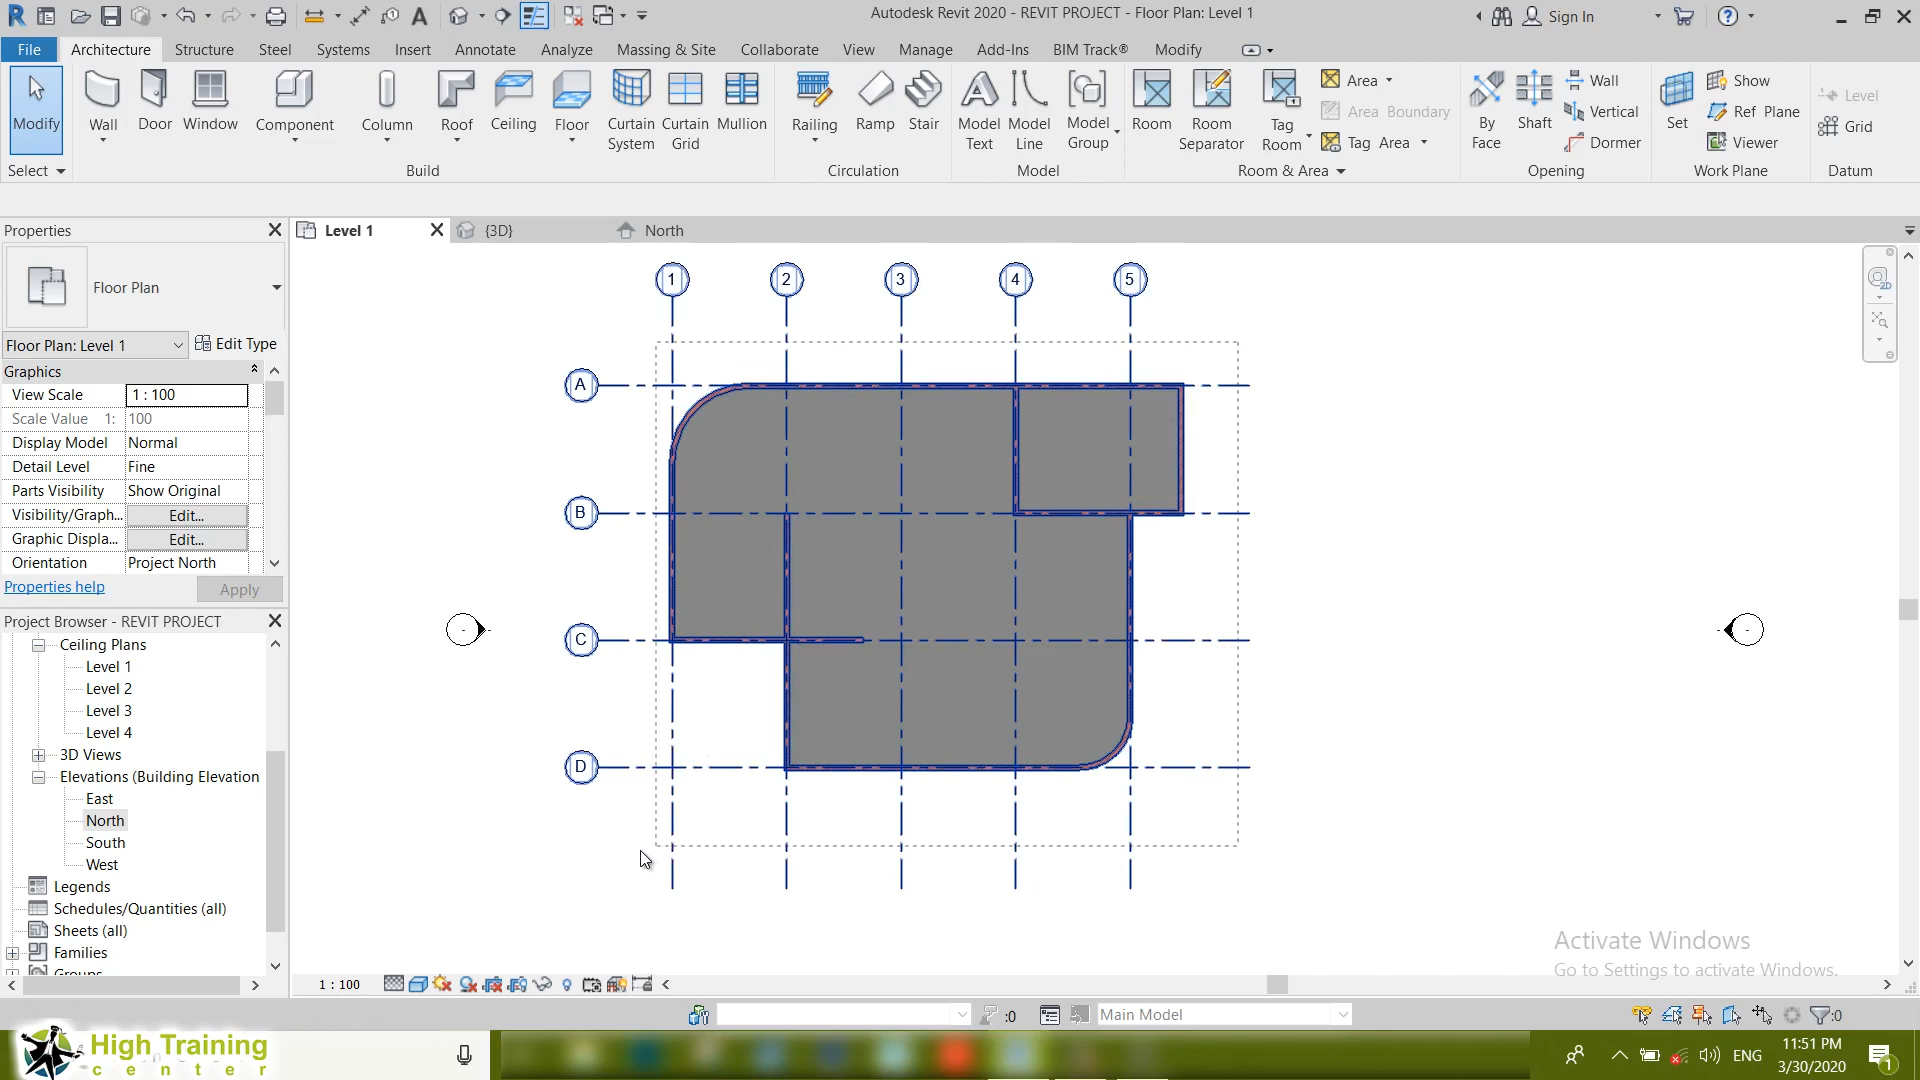 Autodesk Revit 2020 - REVIT PROJECT - Floor Plan: Level 1
Sign In
File Architecture Structure Steel Systems Insert Annotate Analyze Massing & Site Collaborate View Manage Add-Ins BIM Track® Modify
Modify
Wall
Door
Window
Component
Column
Roof
Ceiling
Floor
Curtain System
Curtain Grid
Mullion
Railing
Ramp
Stair
Model Text
Model Line
Model Group
Room
Room Separator
Tag Room
Area
Area Boundary
Tag Area
By Face
Shaft
Wall
Vertical
Dormer
Set
Show
Ref Plane
Viewer
Level
Grid
Select Build Circulation Model Room & Area Opening Work Plane Datum
Properties
Level 1 {3D} North
Floor Plan
Floor Plan: Level 1 Edit Type
Graphics
View Scale 1 : 100
Scale Value 1: 100
Display Model Normal
Detail Level Fine
Parts Visibility Show Original
Visibility/Graph... Edit...
Graphic Displa... Edit...
Orientation Project North
Properties help Apply
Project Browser - REVIT PROJECT
Ceiling Plans
Level 1
Level 2
Level 3
Level 4
3D Views
Elevations (Building Elevation
East
North
South
West
Legends
Schedules/Quantities (all)
Sheets (all)
Families
Groups
1 2 3 4 5
A
B
C
D
2D
Activate Windows
Go to Settings to activate Windows.
1 : 100
:0 Main Model :0
High Training
center
ENG
11:51 PM
3/30/2020
1